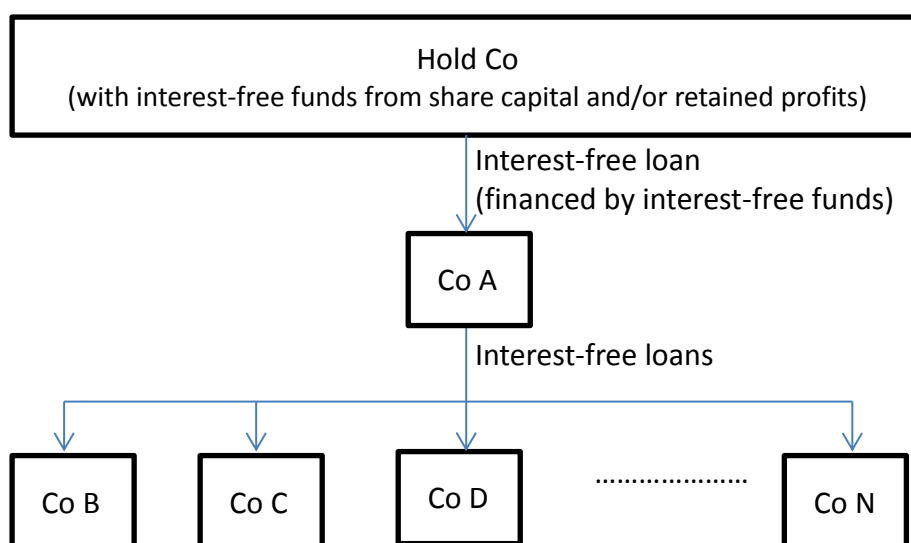 Hold Co
(with interest-free funds from share capital and/or retained profits)
Interest-free loan
(financed by interest-free funds)
Co A
Interest-free loans
Co B
Co C
Co D
.....................
Co N